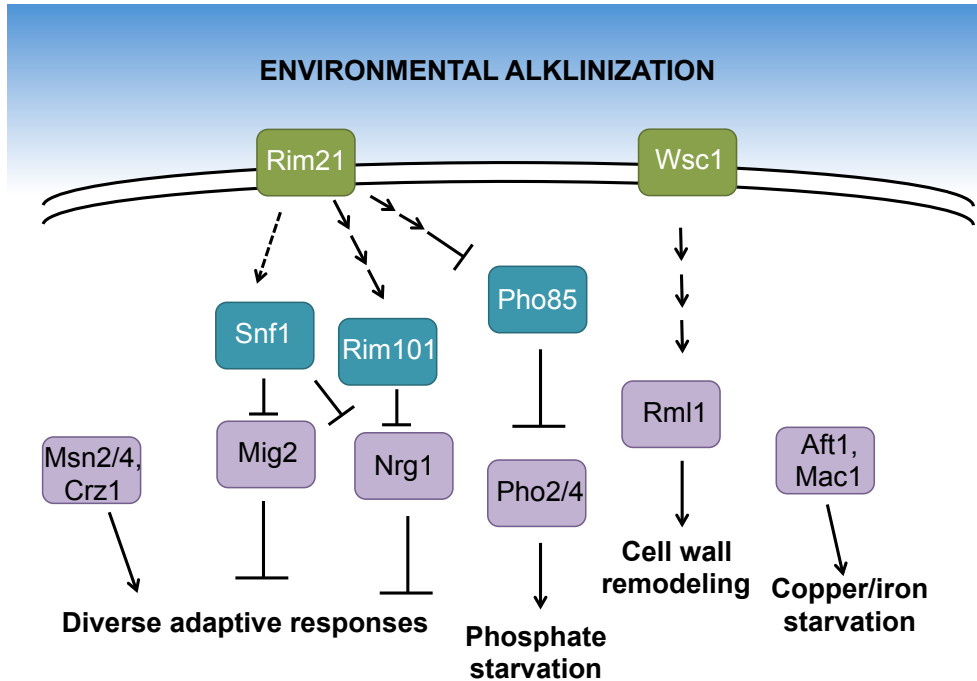 ENVIRONMENTAL ALKLINIZATION
Rim21
Wsc1
Snf1
Rim101
Pho85
Msn2/4,
Crz1
Mig2
Nrg1
Pho2/4
Rml1
Aft1,
Mac1
Diverse adaptive responses
Phosphate
starvation
Cell wall
remodeling
Copper/iron
starvation